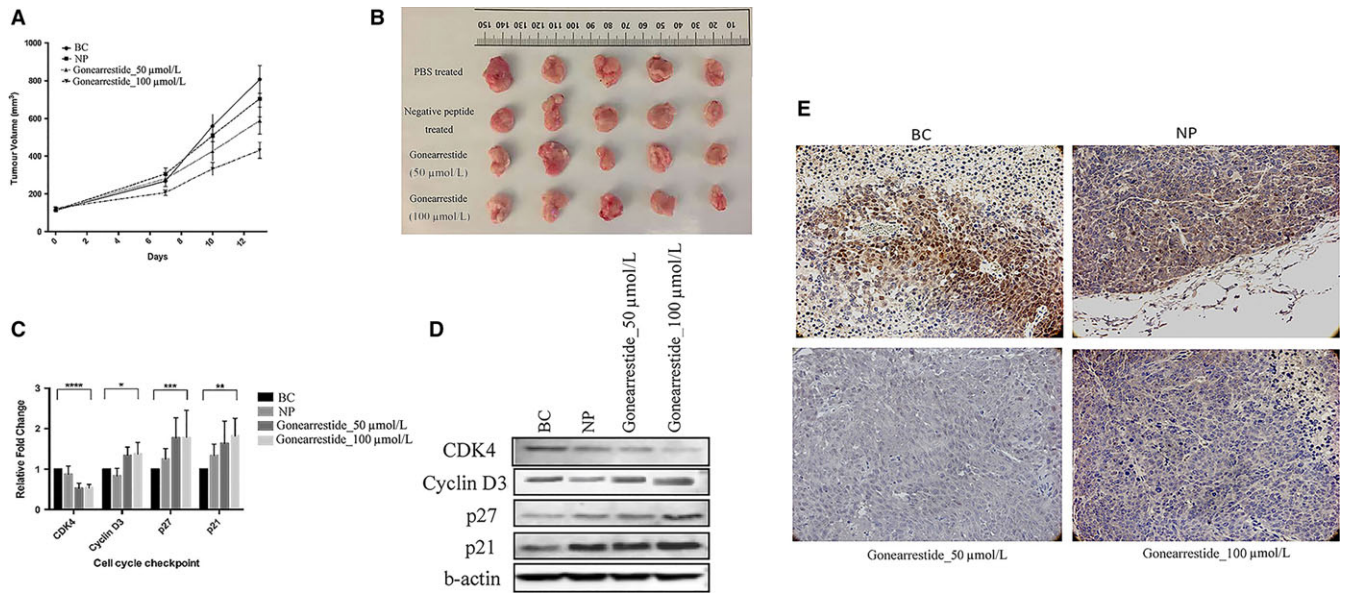 A
1000
800
600
400
200
0
Tumour Volume (mm³)
0 2 4 6 8 10 12
Days
BC
NP
Gonearrestide_50 µmol/L
Gonearrestide_100 µmol/L
B
150 140 130 120 110 100 90 80 70 60 50 40 30 20 10
PBS treated
Negative peptide
treated
Gonearrestide
(50 µmol/L)
Gonearrestide
(100 µmol/L)
C
3
2
1
0
Relative Fold Change
**** * *** **
CDK4 Cyclin D3 p27 p21
Cell cycle checkpoint
BC
NP
Gonearrestide_50 µmol/L
Gonearrestide_100 µmol/L
D
BC NP Gonearrestide_50 µmol/L Gonearrestide_100 µmol/L
CDK4
Cyclin D3
p27
p21
b-actin
E
BC NP
Gonearrestide_50 µmol/L Gonearrestide_100 µmol/L